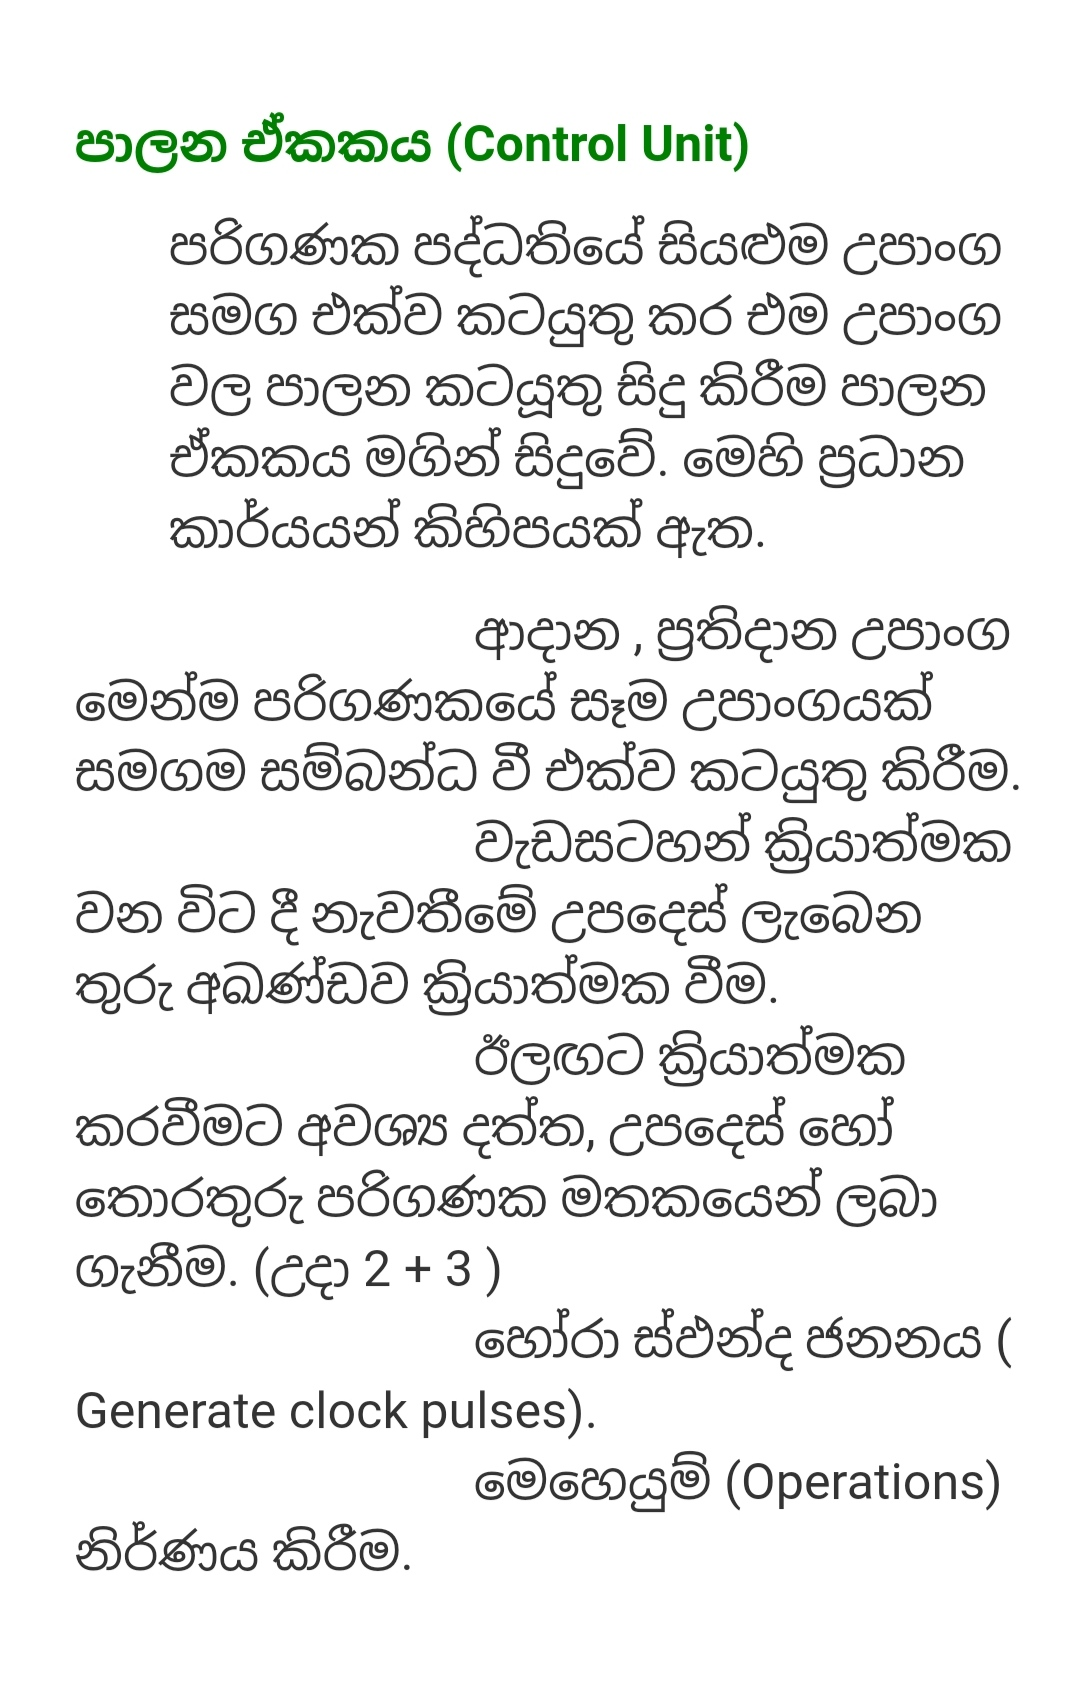 පාලන ඒකකය (Control Unit)
පරිගණක පද්ධතියේ සියළුම උපාංග
සමග එක්ව කටයුතු කර එම උපාංග
වල පාලන කටයූතු සිදු කිරීම පාලන
ඒකකය මගින් සිදුවේ. මෙහි ප්‍රධාන
කාර්යයන් කිහිපයක් ඇත.
ආදාන , ප්‍රතිදාන උපාංග
මෙන්ම පරිගණකයේ සෑම උපාංගයක්
සමගම සම්බන්ධ වී එක්ව කටයුතු කිරීම.
වැඩසටහන් ක්‍රියාත්මක
වන විට දී නැවතීමේ උපදෙස් ලැබෙන
තුරු අඛණ්ඩව ක්‍රියාත්මක වීම.
ඊලඟට ක්‍රියාත්මක
කරවීමට අවශ්‍ය දත්ත, උපදෙස් හෝ
තොරතුරු පරිගණක මතකයෙන් ලබා
ගැනීම. (උදා 2 + 3 )
හෝරා ස්ඵන්ද ජනනය (
Generate clock pulses).
මෙහෙයුම් (Operations)
නිර්ණය කිරීම.